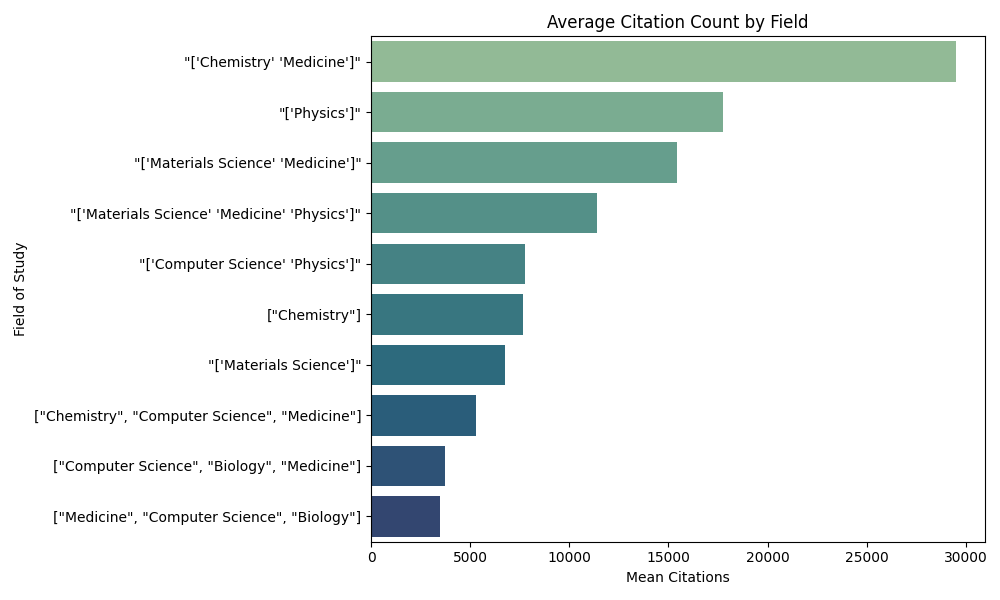 Average Citation Count by Field
Field of Study
"['Chemistry' 'Medicine']"
"['Physics']"
"['Materials Science' 'Medicine']"
"['Materials Science' 'Medicine' 'Physics']"
"['Computer Science' 'Physics']"
["Chemistry"]
"['Materials Science']"
["Chemistry", "Computer Science", "Medicine"]
["Computer Science", "Biology", "Medicine"]
["Medicine", "Computer Science", "Biology"]
0 5000 10000 15000 20000 25000 30000
Mean Citations